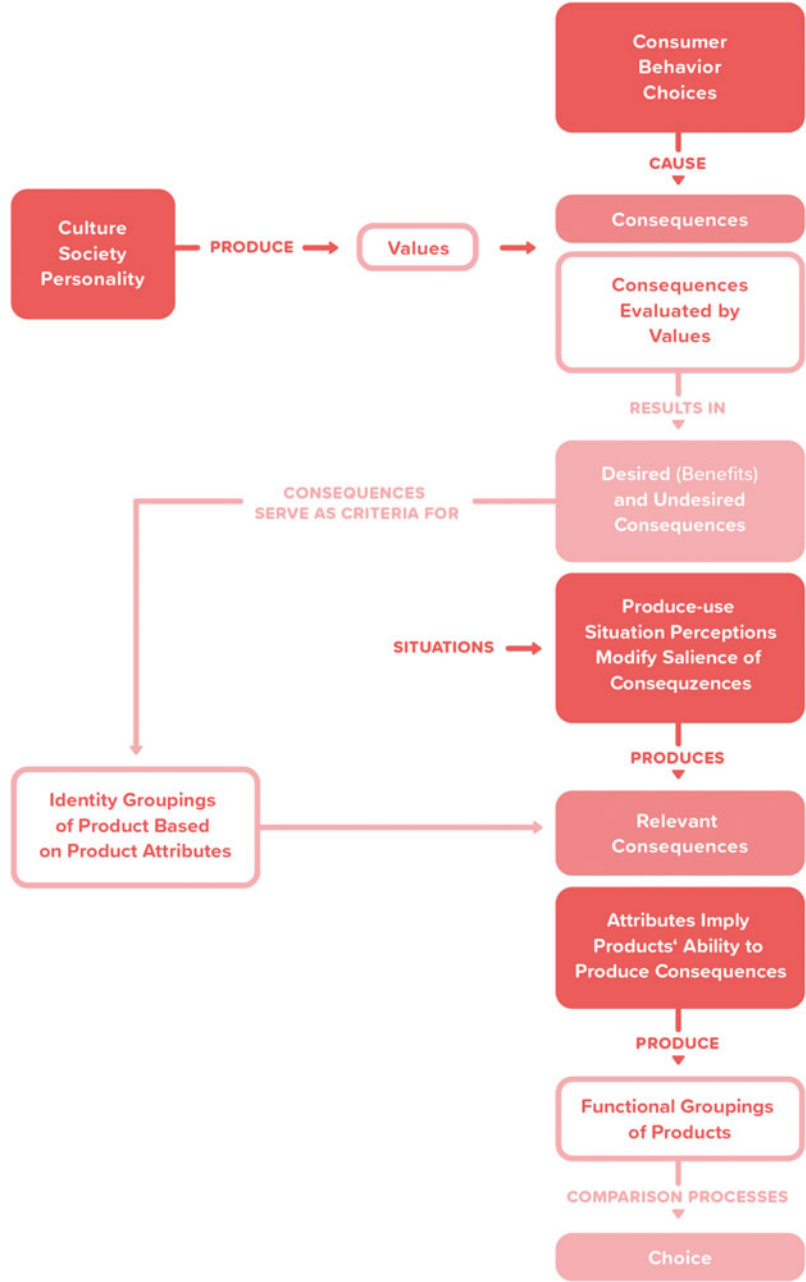 Consumer
Behavior
Choices
CAUSE
Culture
Society
Personality
PRODUCE
Values
Consequences
Consequences
Evaluated by
Values
RESULTS IN
Desired (Benefits)
and Undesired
Consequences
CONSEQUENCES
SERVE AS CRITERIA FOR
Produce-use
Situation Perceptions
Modify Salience of
Consequzences
SITUATIONS
PRODUCES
Identity Groupings
of Product Based
on Product Attributes
Relevant
Consequences
Attributes Imply
Products‘ Ability to
Produce Consequences
PRODUCE
Functional Groupings
of Products
COMPARISON PROCESSES
Choice